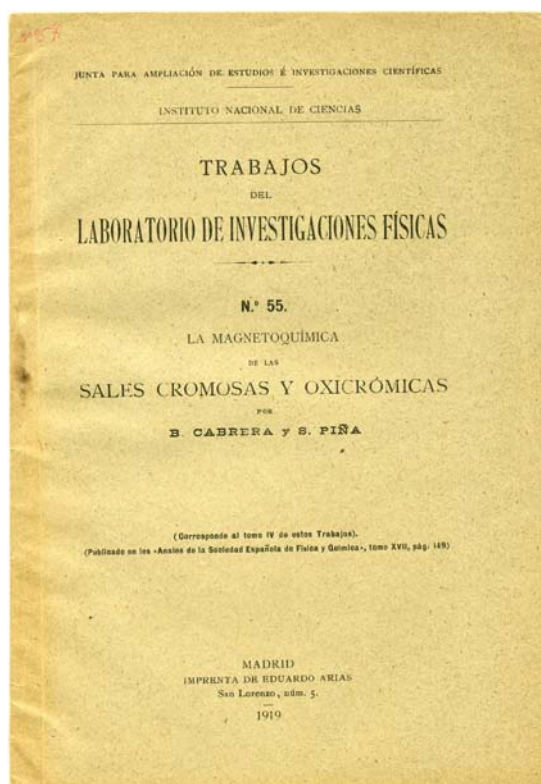 JUNTA PARA AMPLIACIÓN DE ESTUDIOS É INVESTIGACIONES CIENTÍFICAS
INSTITUTO NACIONAL DE CIENCIAS
TRABAJOS
DEL
LABORATORIO DE INVESTIGACIONES FÍSICAS
N.º 55.
LA MAGNETOQUÍMICA
DE LAS
SALES CROMOSAS Y OXICRÓMICAS
POR
B. CABRERA y S. PIÑA
(Corresponde al tomo IV de estos Trabajos).
(Publicado en los «Anales de la Sociedad Española de Física y Química», tomo XVII, pág. 149)
MADRID
IMPRENTA DE EDUARDO ARIAS
San Lorenzo, núm. 5.
1919